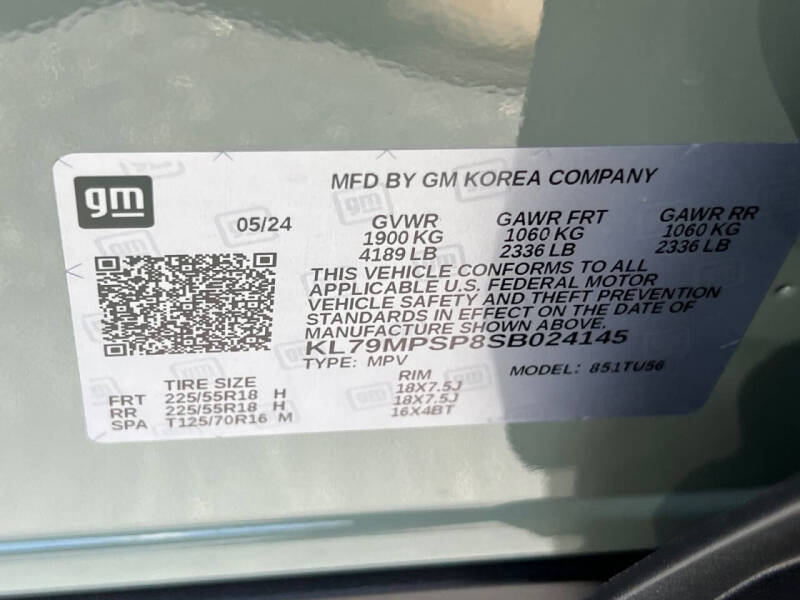 gm
MFD BY GM KOREA COMPANY
05/24 GVWR GAWR FRT GAWR RR
1900 KG 1060 KG 1060 KG
4189 LB 2336 LB 2336 LB
THIS VEHICLE CONFORMS TO ALL
APPLICABLE U.S. FEDERAL MOTOR
VEHICLE SAFETY AND THEFT PREVENTION
STANDARDS IN EFFECT ON THE DATE OF
MANUFACTURE SHOWN ABOVE.
KL79MPSP8SB024145
TYPE: MPV MODEL: 851TU56
TIRE SIZE RIM
FRT 225/55R18 H 18X7.5J
RR 225/55R18 H 18X7.5J
SPA T125/70R16 M 16X4BT